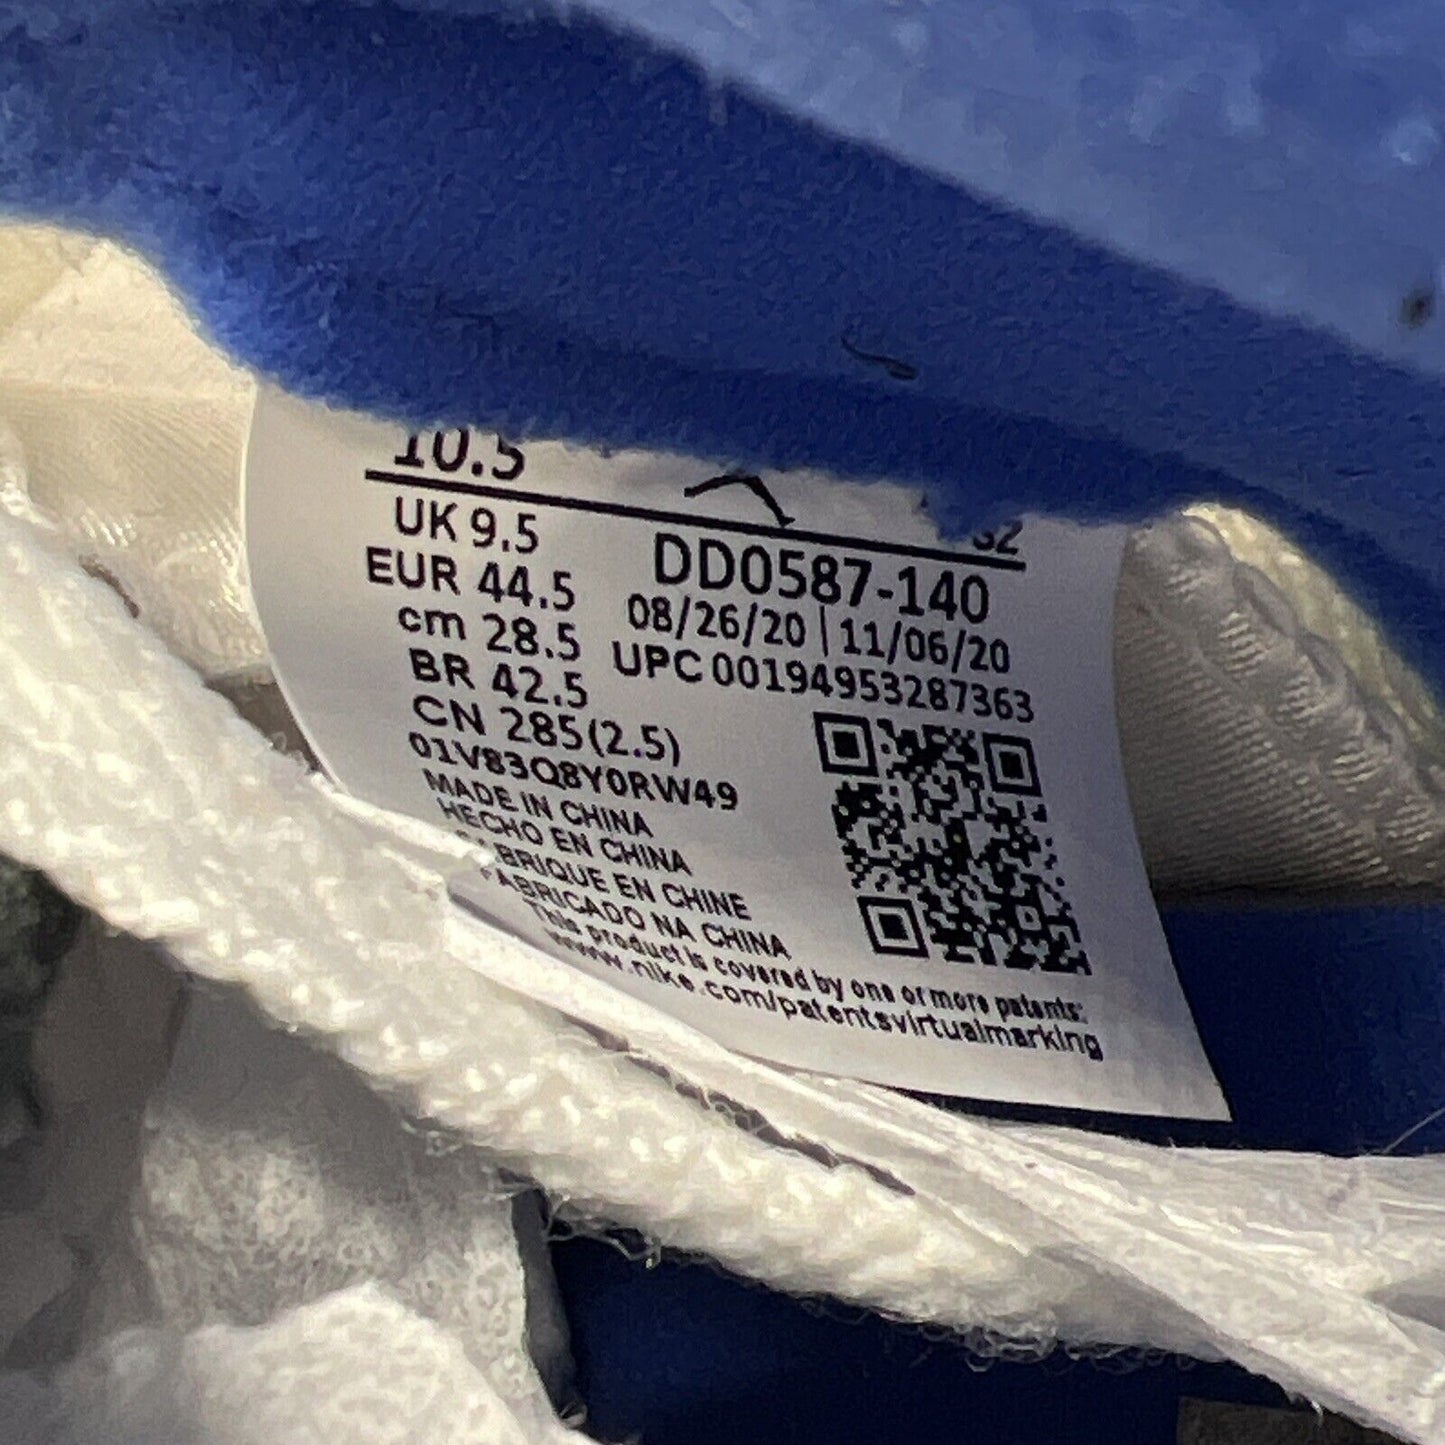 10.5
UK 9.5
EUR 44.5
cm 28.5
BR 42.5
CN 285(2.5)
DD0587-140
08/26/20 | 11/06/20
UPC 00194953287363
01V83Q8Y0RW49
MADE IN CHINA
HECHO EN CHINA
FABRIQUE EN CHINE
FABRICADO NA CHINA
This product is covered by one or more patents:
www.nike.com/patentsvirtualmarking